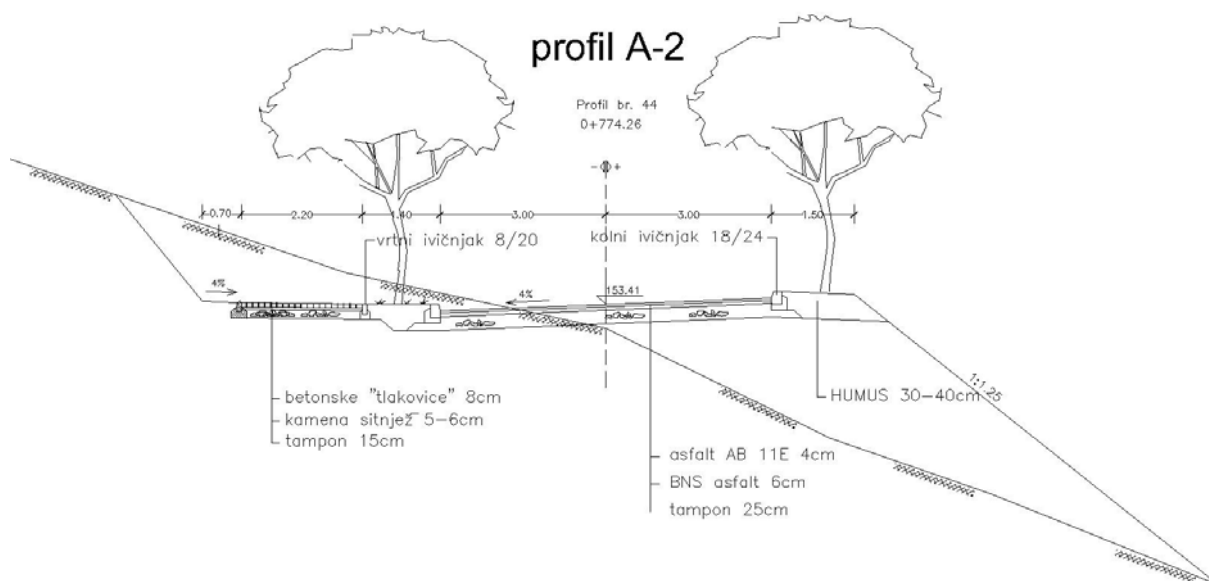 profil A-2
Profil br. 44
0+774.26
- +
0.70 2.20 1.40 3.00 3.00 1.50
vrtni ivičnjak 8/20
kolni ivičnjak 18/24
4%
4%
153.41
1:1.25
betonske "tlakovice" 8cm
kamena sitnjež 5-6cm
tampon 15cm
HUMUS 30-40cm
asfalt AB 11E 4cm
BNS asfalt 6cm
tampon 25cm